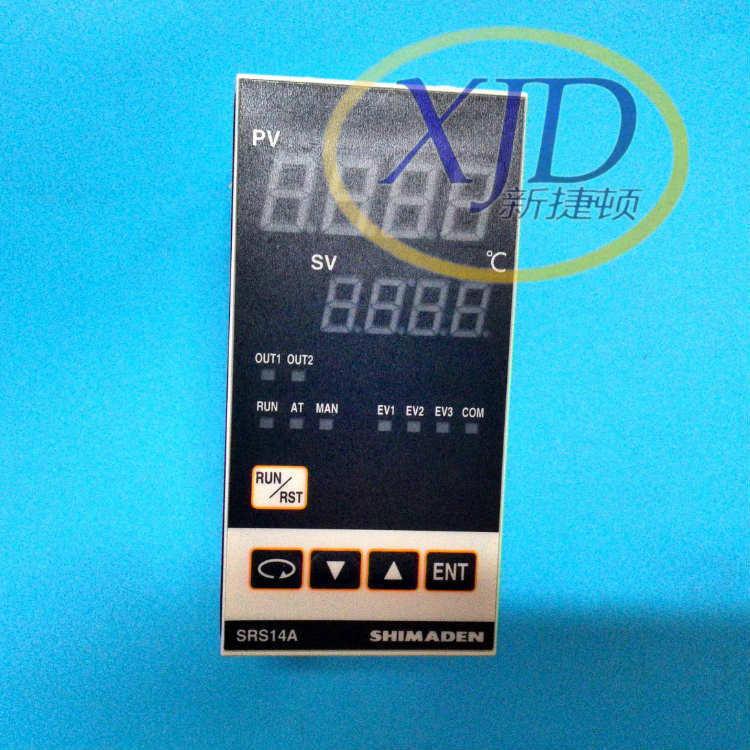 XJD
新捷顿
PV
SV ℃
OUT1 OUT2
RUN AT MAN EV1 EV2 EV3 COM
RUN/RST
ENT
SRS14A SHIMADEN